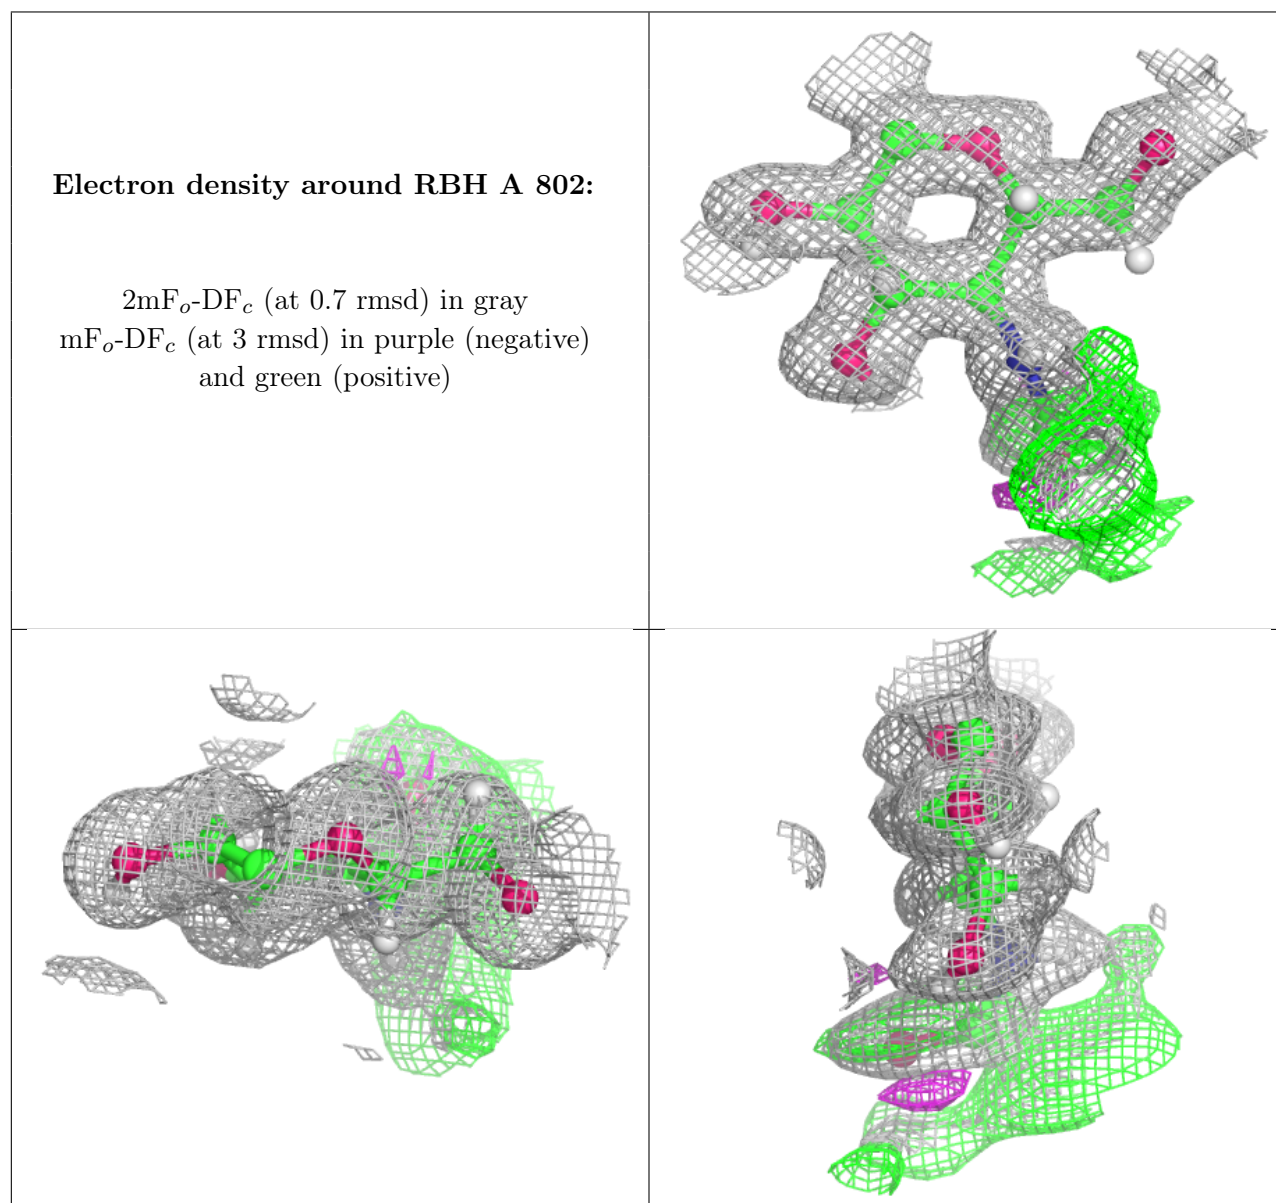 Electron density around RBH A 802:
2mFo-DFc (at 0.7 rmsd) in gray
mFo-DFc (at 3 rmsd) in purple (negative)
and green (positive)